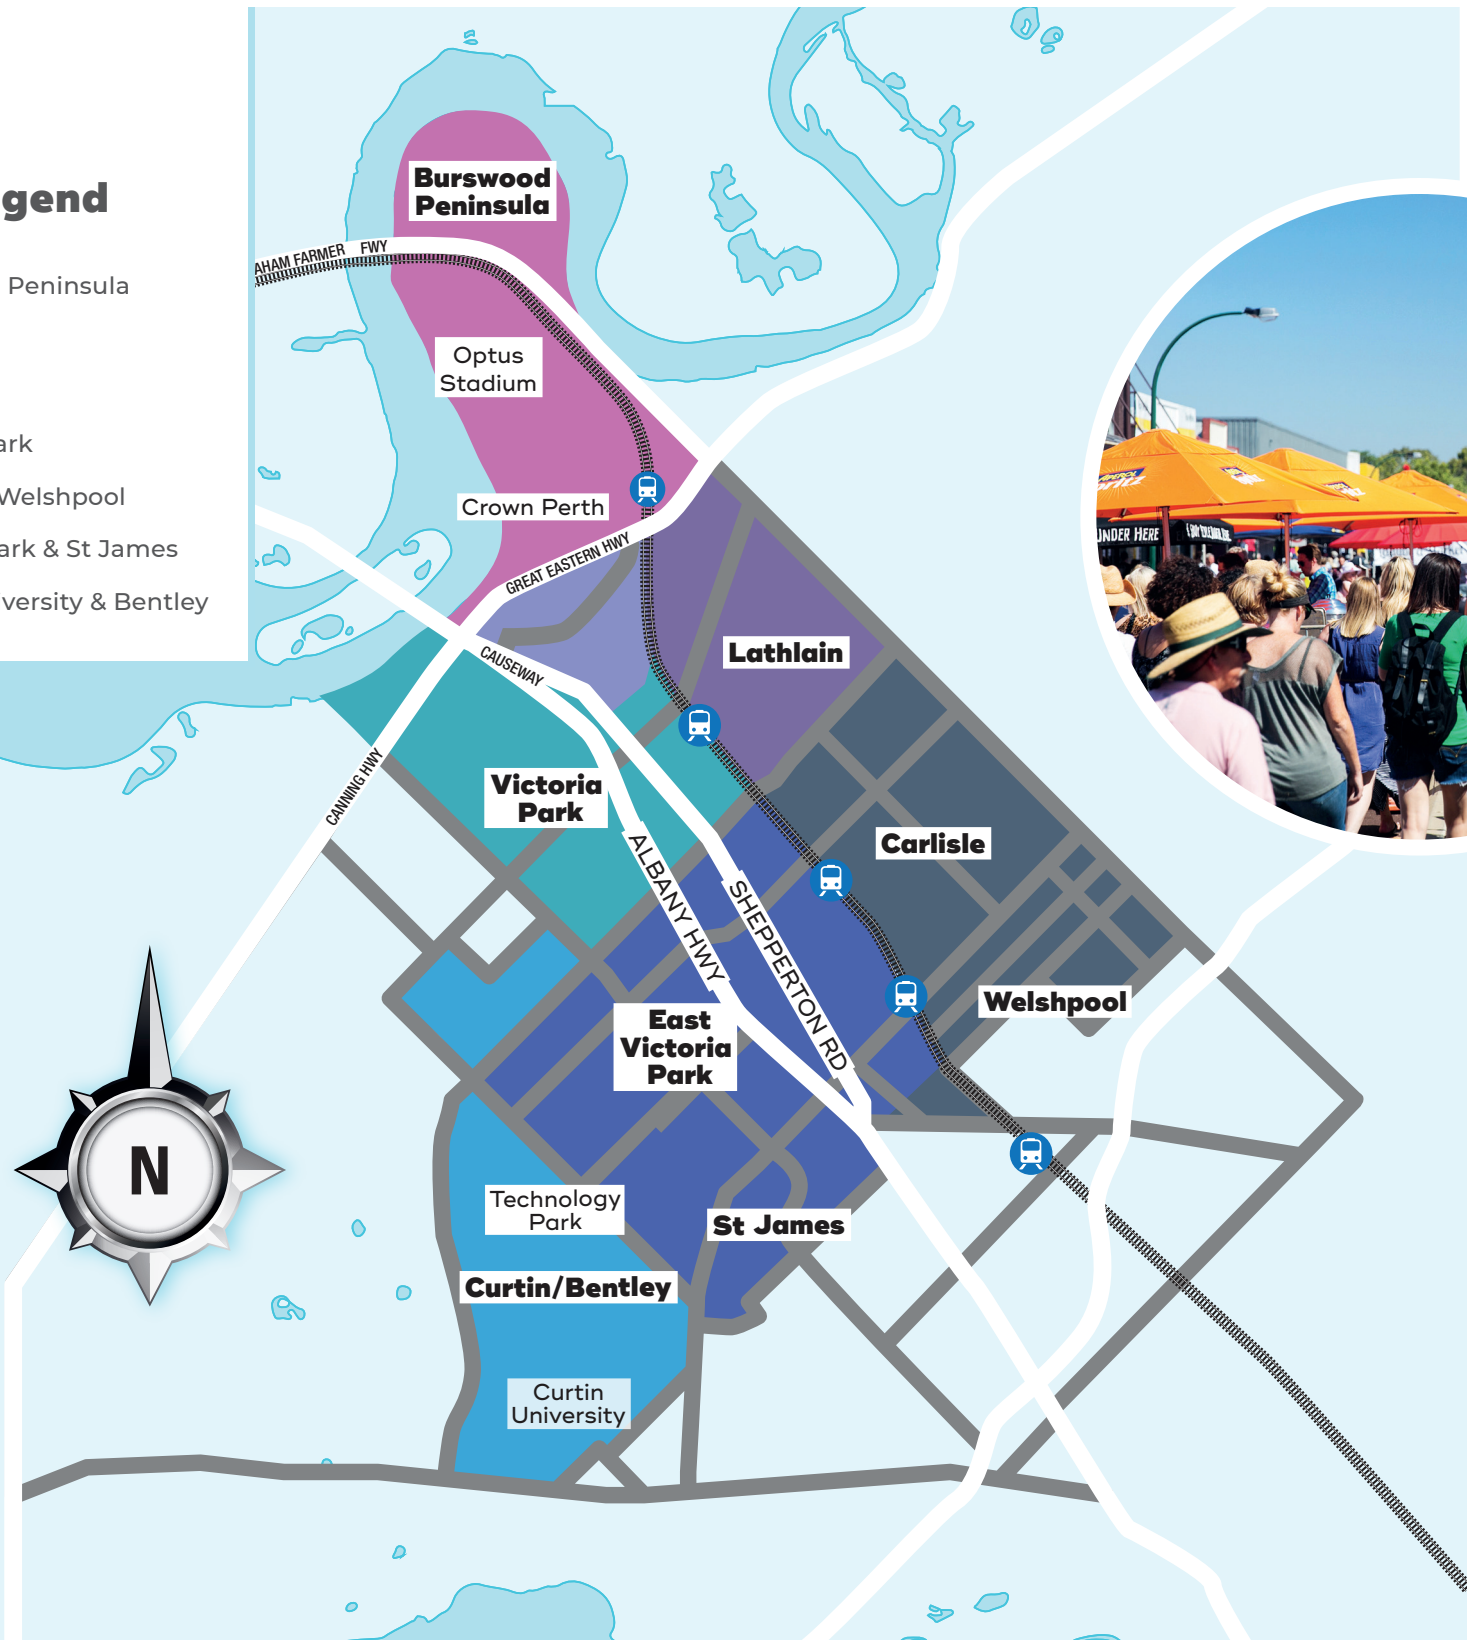 gend
Peninsula
ark
Welshpool
ark & St James
versity & Bentley
Burswood
Peninsula
AHAM FARMER FWY
Optus
Stadium
Crown Perth
GREAT EASTERN HWY
CAUSEWAY
Lathlain
CANNING HWY
Victoria
Park
ALBANY HWY
SHEPPERTON RD
Carlisle
Welshpool
East
Victoria
Park
N
Technology
Park
St James
Curtin/Bentley
Curtin
University
UNDER HERE